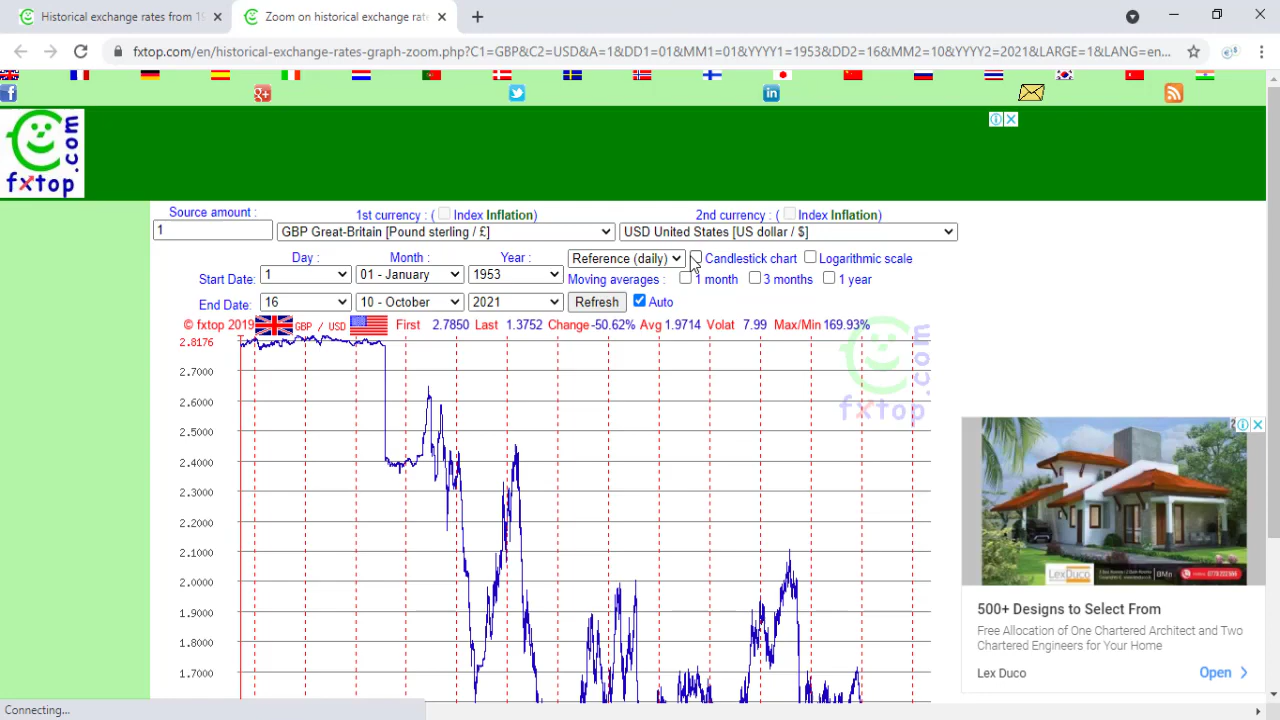 Historical exchange rates from 19
Zoom on historical exchange rate
fxtop.com/en/historical-exchange-rates-graph-zoom.php?C1=GBP&C2=USD&A=1&DD1=01&MM1=01&YYYY1=1953&DD2=16&MM2=10&YYYY2=2021&LARGE=1&LANG=en...
fxtop.com
Source amount :
1st currency : ( Index Inflation)
2nd currency : ( Index Inflation)
1
GBP Great-Britain [Pound sterling / £]
USD United States [US dollar / $]
Day :
Month :
Year :
Reference (daily)
Candlestick chart
Logarithmic scale
Start Date:
1
01 - January
1953
Moving averages :
1 month
3 months
1 year
End Date:
16
10 - October
2021
Refresh
Auto
© fxtop 2019 GBP / USD First 2.7850 Last 1.3752 Change-50.62% Avg 1.9714 Volat 7.99 Max/Min 169.93%
2.8176
2.7000
2.6000
2.5000
2.4000
2.3000
2.2000
2.1000
2.0000
1.9000
1.8000
1.7000
fxtop.com
LexDuco
500+ Designs to Select From
Free Allocation of One Chartered Architect and Two
Chartered Engineers for Your Home
Lex Duco
Open
Connecting...